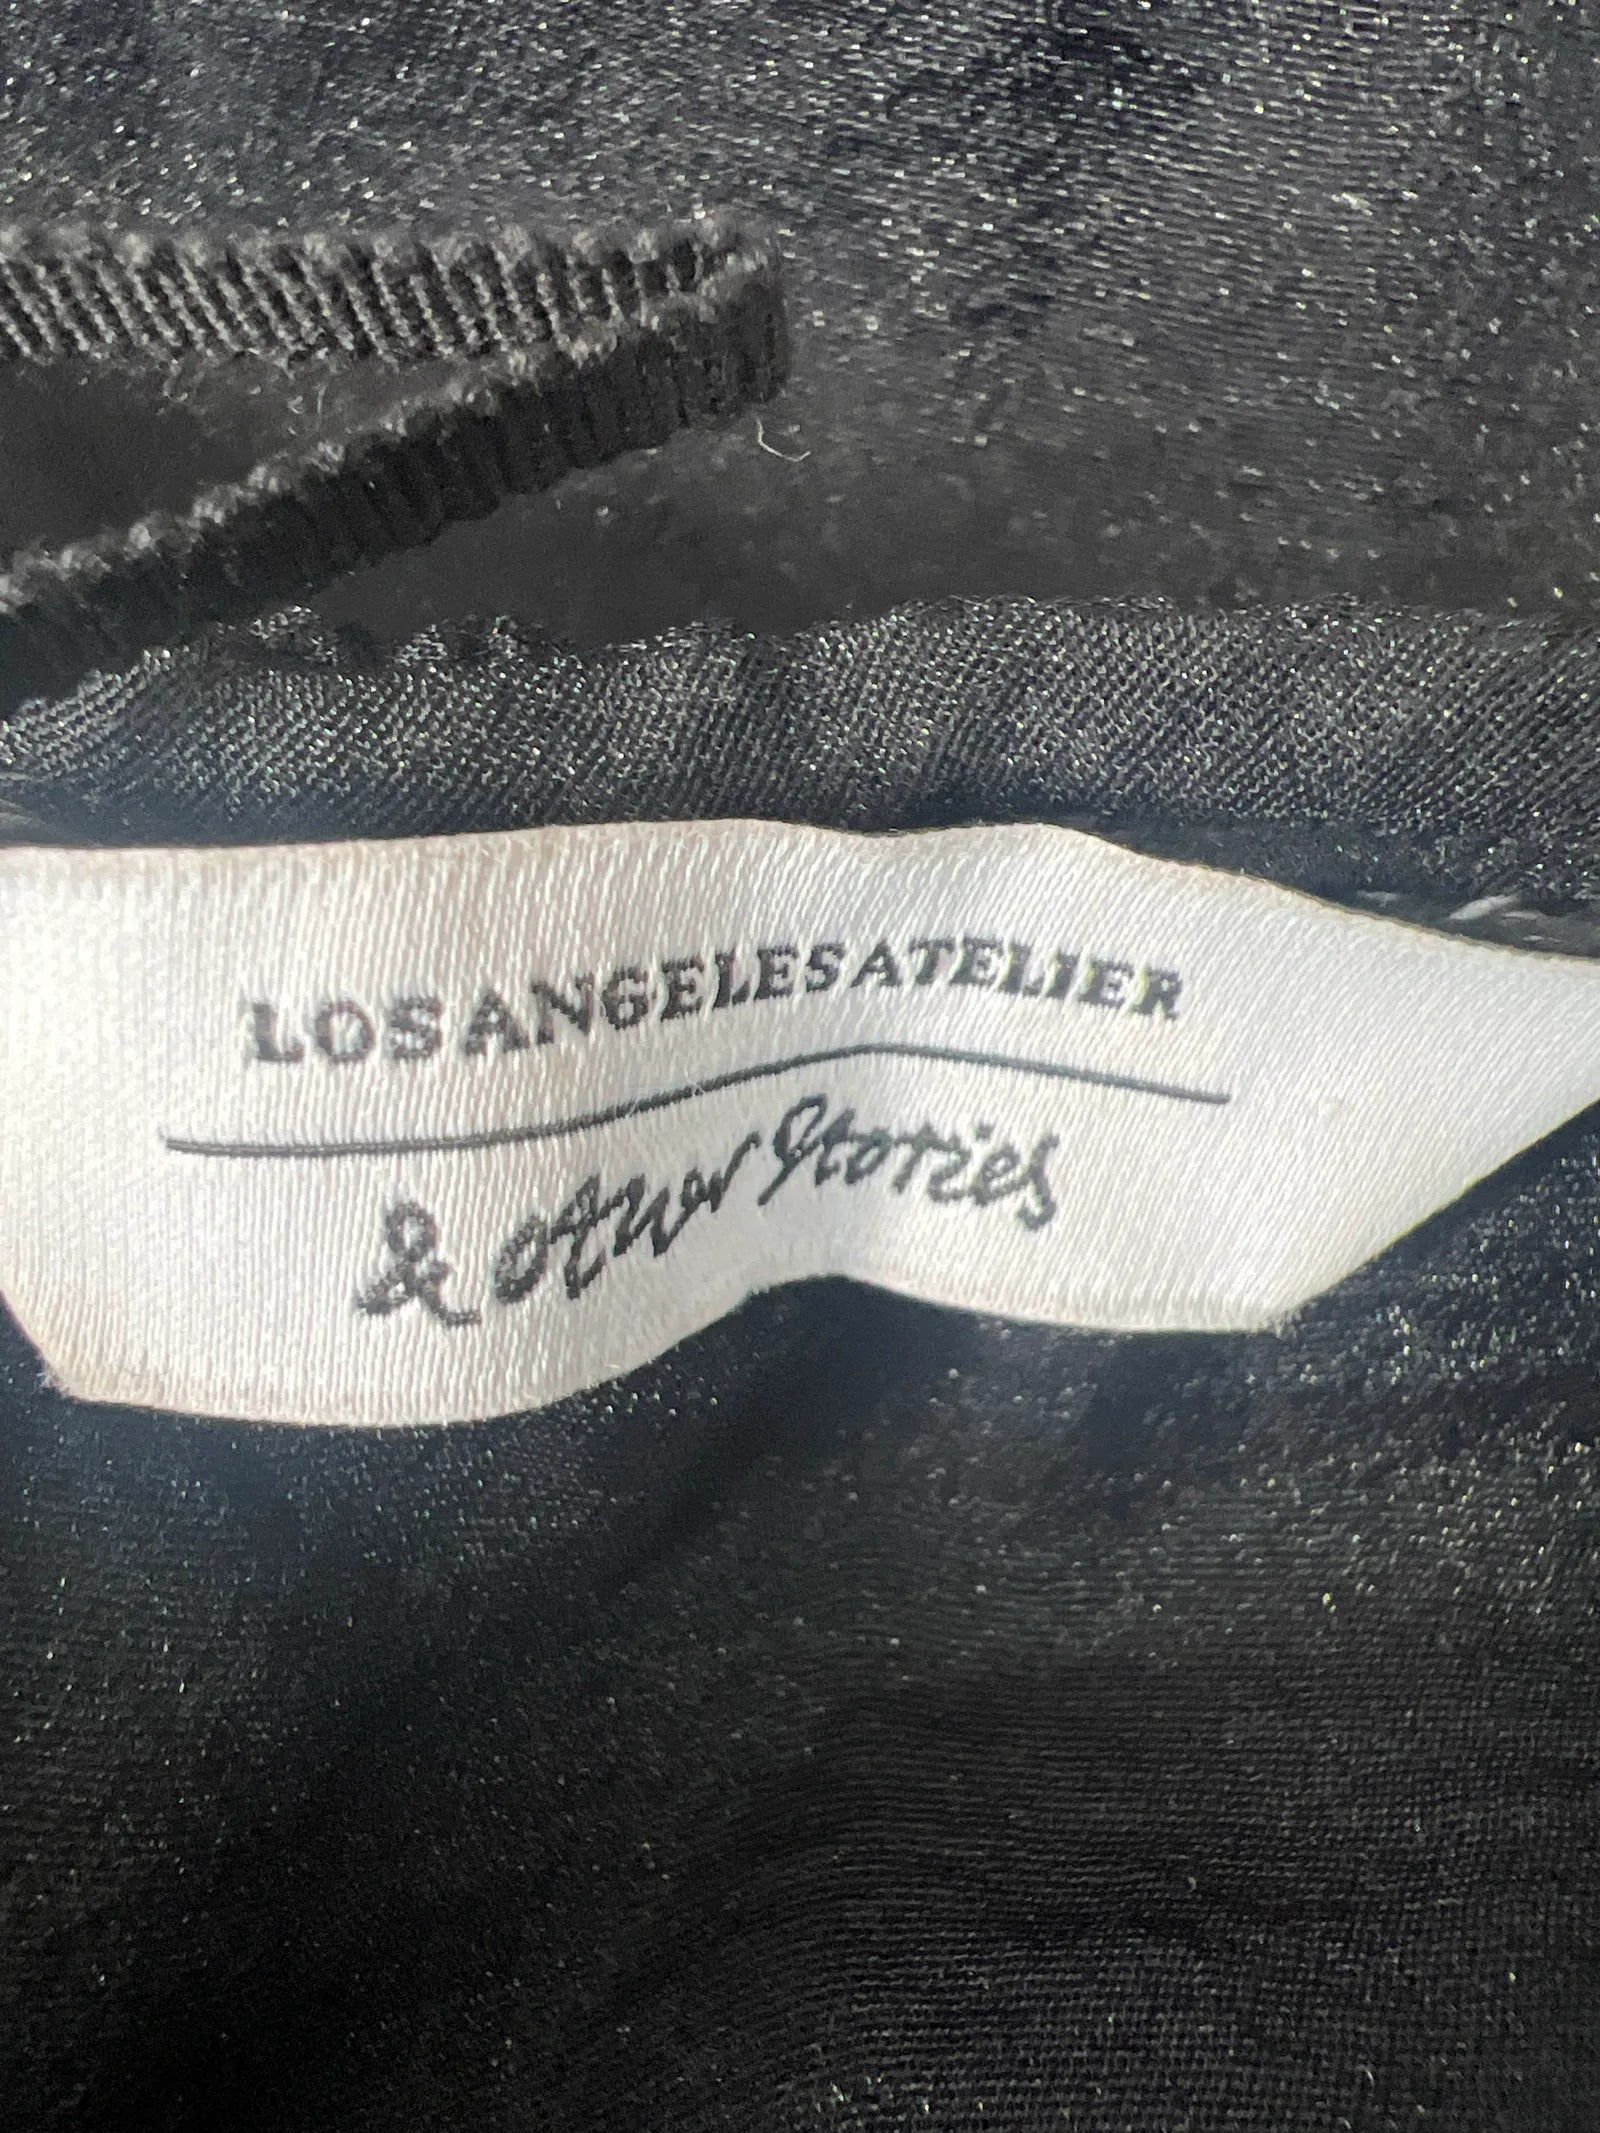 LOS ANGELES ATELIER
& Other Stories